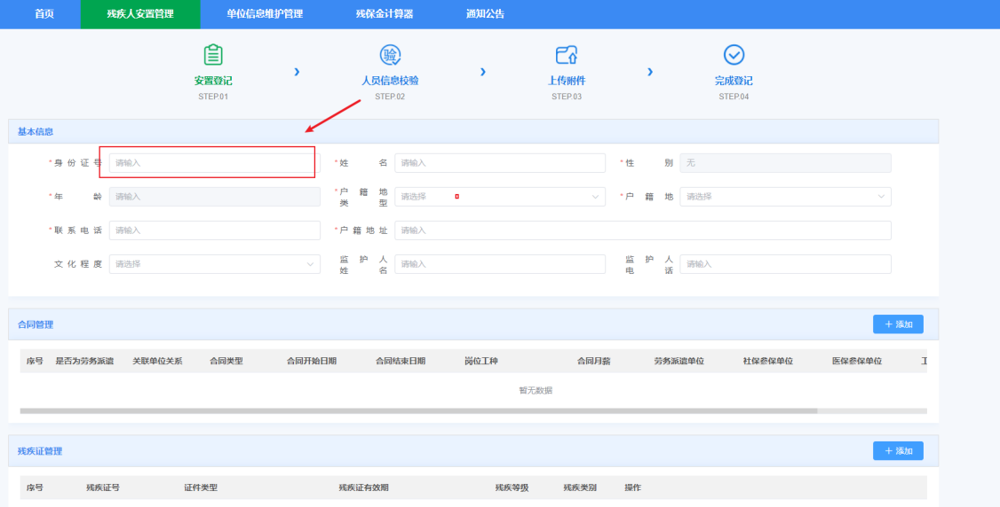 首页 残疾人安置管理 单位信息维护管理 残保金计算器 通知公告
验
安置登记 人员信息校验 上传附件 完成登记
STEP.01 STEP.02 STEP.03 STEP.04
基本信息
*身份证号 请输入 *姓名 请输入 *性别 无
*年龄 请输入 *户籍地类型 请选择 *户籍地 请选择
*联系电话 请输入 *户籍地址 请输入
文化程度 请选择 监护人姓名 请输入 监护人电话 请输入
合同管理 + 添加
序号 是否为劳务派遣 关联单位关系 合同类型 合同开始日期 合同结束日期 岗位工种 合同月薪 劳务派遣单位 社保参保单位 医保参保单位
暂无数据
残疾证管理 + 添加
序号 残疾证号 证件类型 残疾证有效期 残疾等级 残疾类别 操作